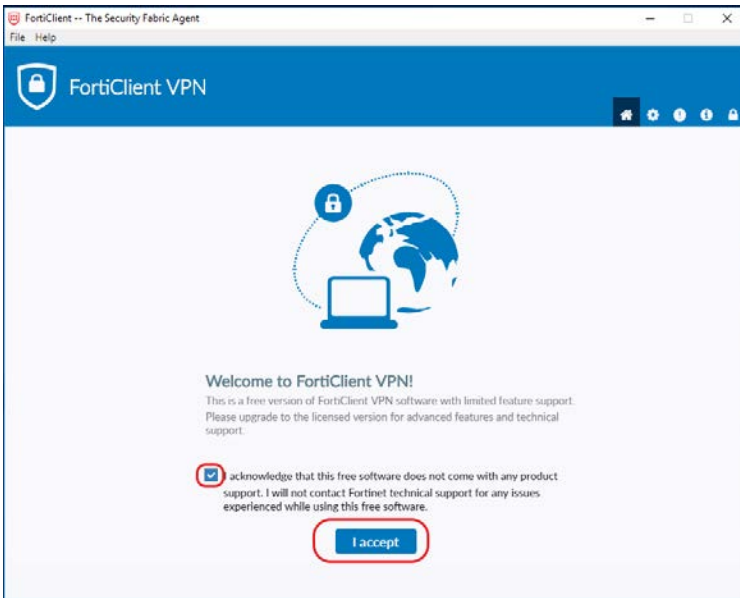 FortiClient -- The Security Fabric Agent
File Help
FortiClient VPN
Welcome to FortiClient VPN!
This is a free version of FortiClient VPN software with limited feature support.
Please upgrade to the licensed version for advanced features and technical
support.
I acknowledge that this free software does not come with any product
support. I will not contact Fortinet technical support for any issues
experienced while using this free software.
I accept